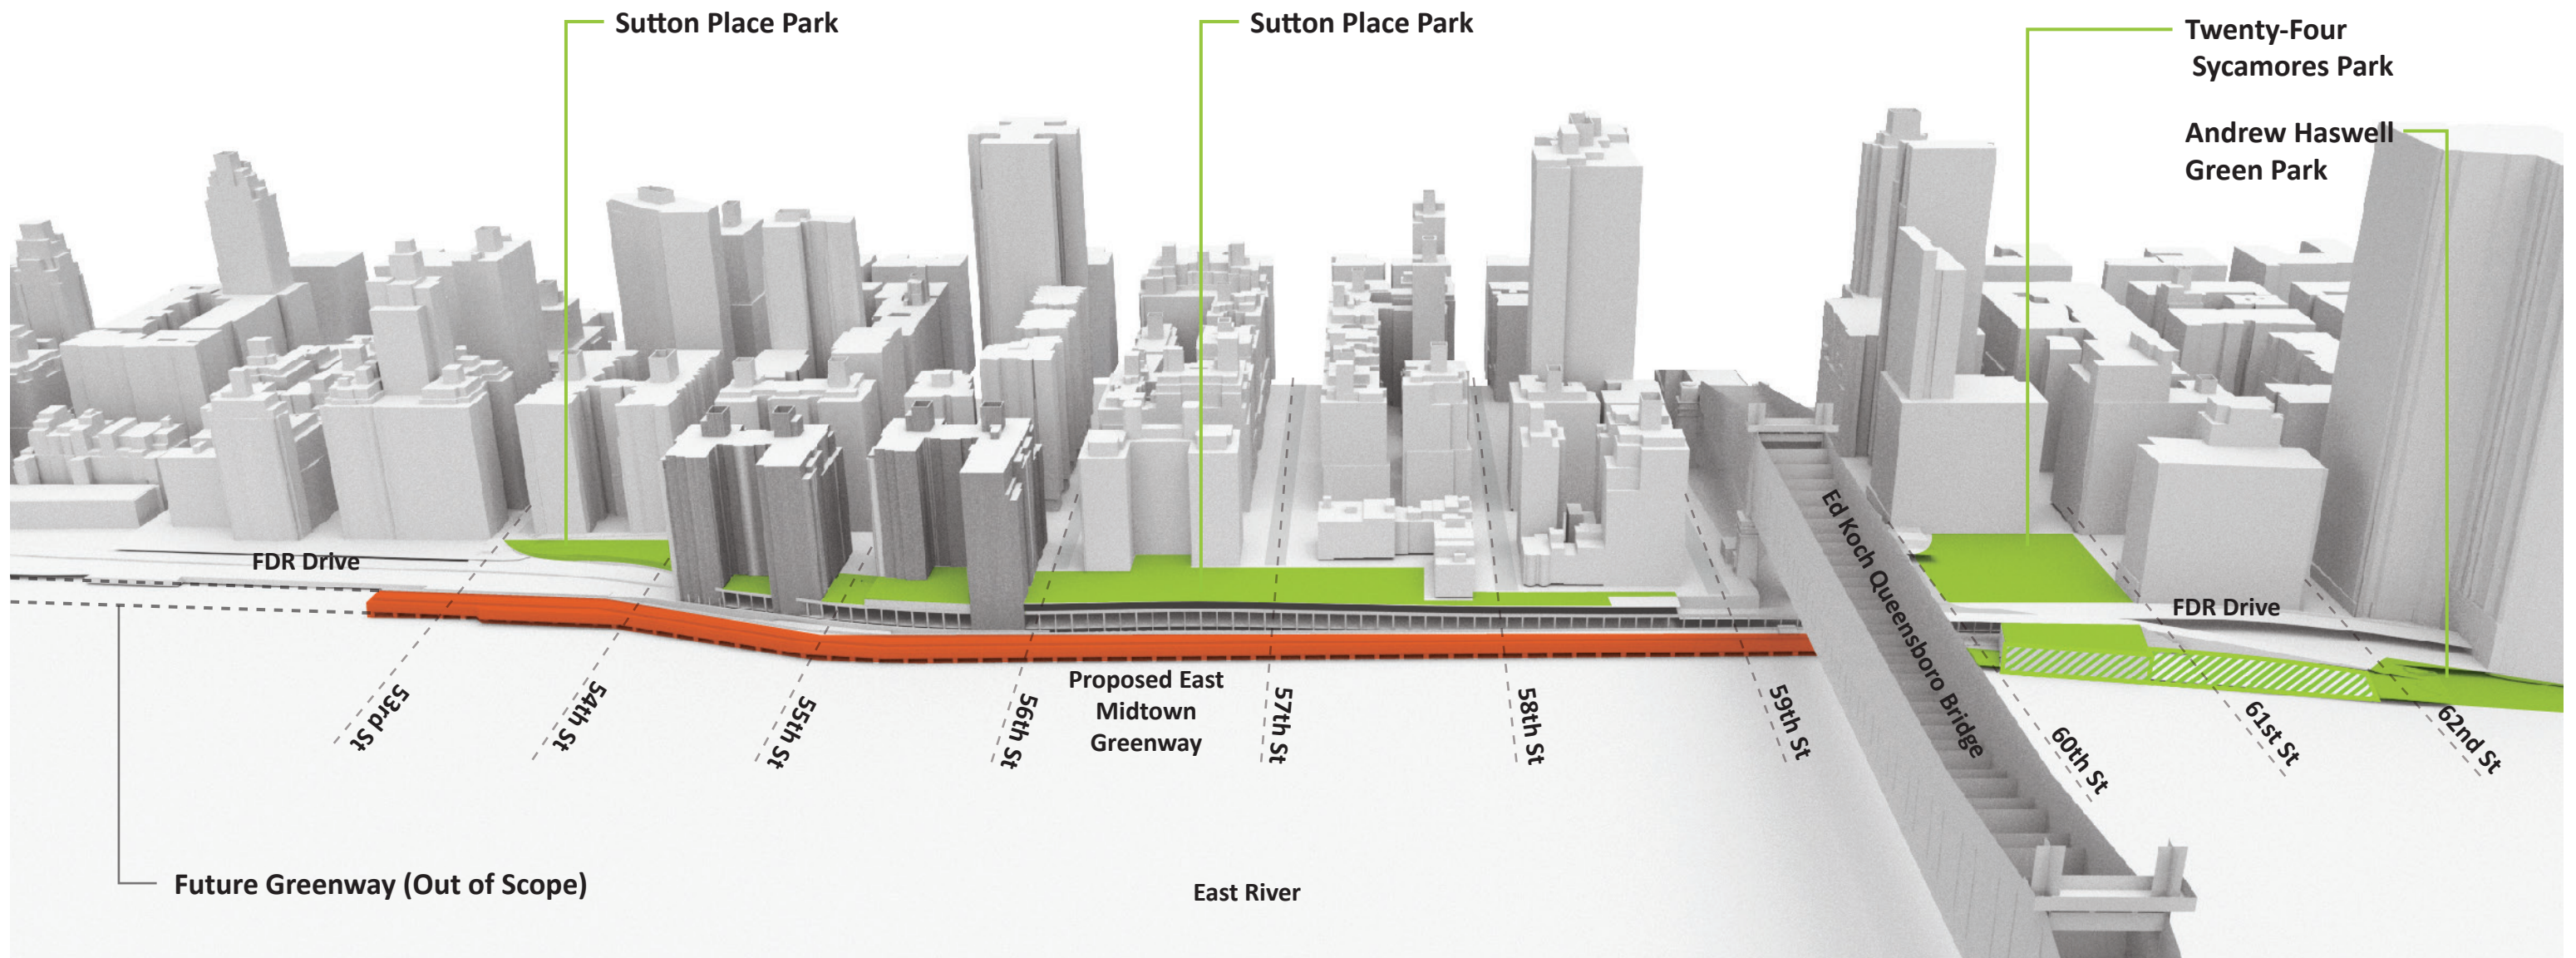 Sutton Place Park
Sutton Place Park
Twenty-Four
Sycamores Park
Andrew Haswell
Green Park
FDR Drive
Ed Koch Queensboro Bridge
FDR Drive
53rd St
54th St
55th St
56th St
Proposed East
Midtown
Greenway
57th St
58th St
59th St
60th St
61st St
62nd St
Future Greenway (Out of Scope)
East River